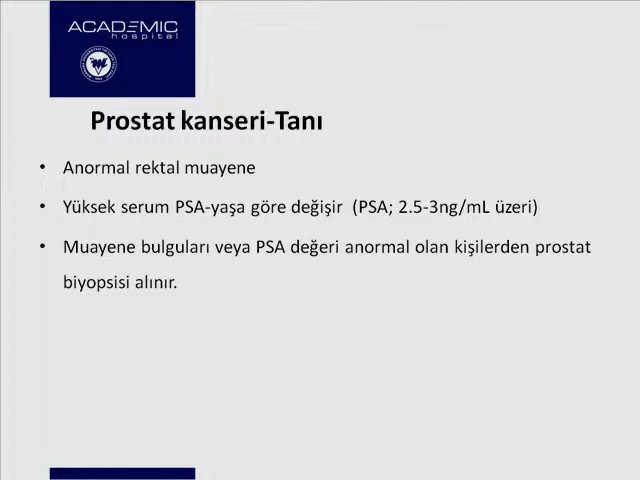 ACADEMIC
hospital
Prostat kanseri-Tanı
• Anormal rektal muayene
• Yüksek serum PSA-yaşa göre değişir (PSA; 2.5-3ng/mL üzeri)
• Muayene bulguları veya PSA değeri anormal olan kişilerden prostat
biyopsisi alınır.